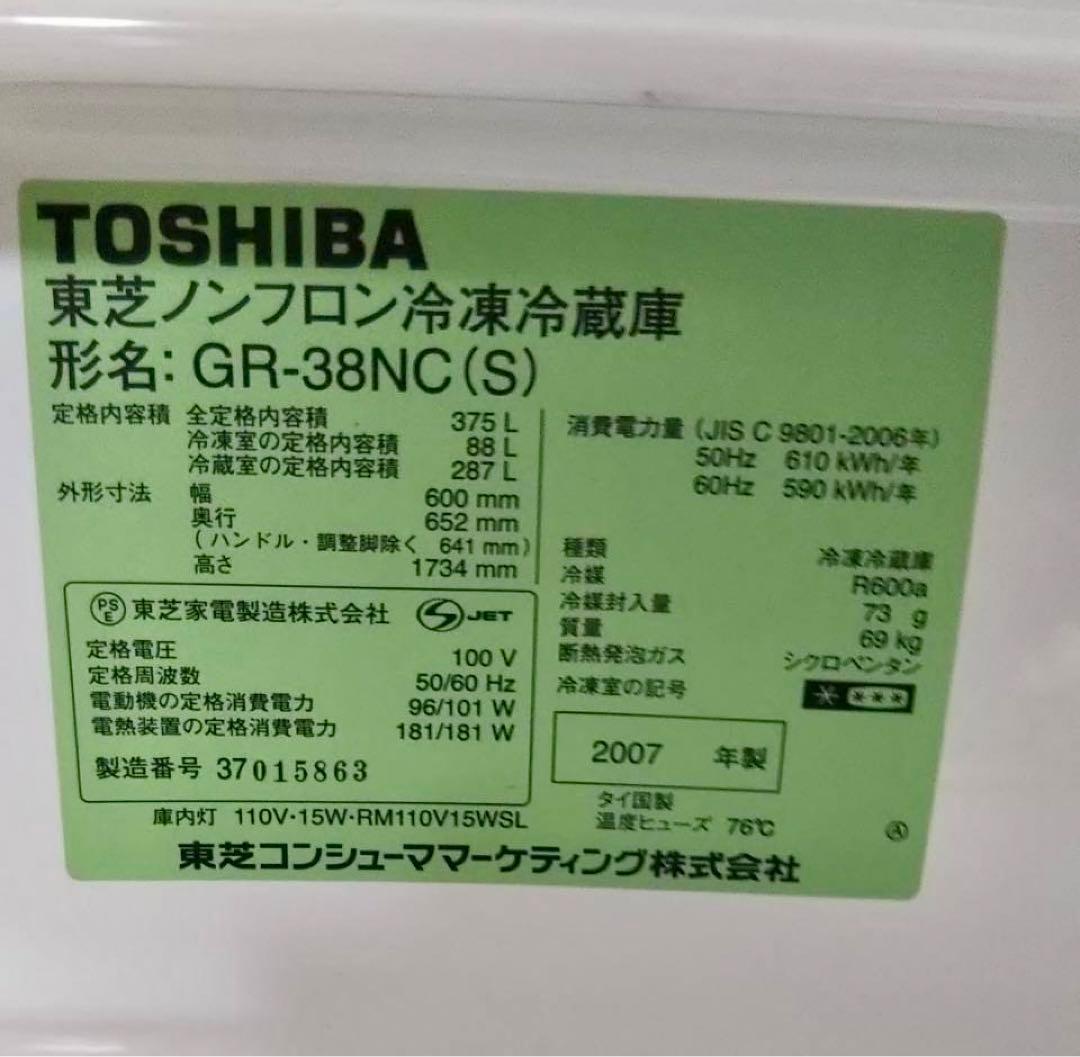 TOSHIBA
東芝ノンフロン冷凍冷蔵庫
形名: GR-38NC(S)
定格内容積 全定格内容積 375 L
冷凍室の定格内容積 88 L
冷蔵室の定格内容積 287 L
外形寸法 幅 600 mm
奥行 652 mm
(ハンドル・調整脚除く 641 mm)
高さ 1734 mm
消費電力量 (JIS C 9801-2006年)
50Hz 610 kWh/年
60Hz 590 kWh/年
種類 冷凍冷蔵庫
冷媒 R600a
冷媒封入量 73 g
質量 69 kg
断熱発泡ガス シクロペンタン
冷凍室の記号 * ***
PSE 東芝家電製造株式会社 S JET
定格電圧 100 V
定格周波数 50/60 Hz
電動機の定格消費電力 96/101 W
電熱装置の定格消費電力 181/181 W
製造番号 37015863
2007 年製
タイ国製
温度ヒューズ 76℃
Ⓐ
庫内灯 110V・15W・RM110V15WSL
東芝コンシューママーケティング株式会社